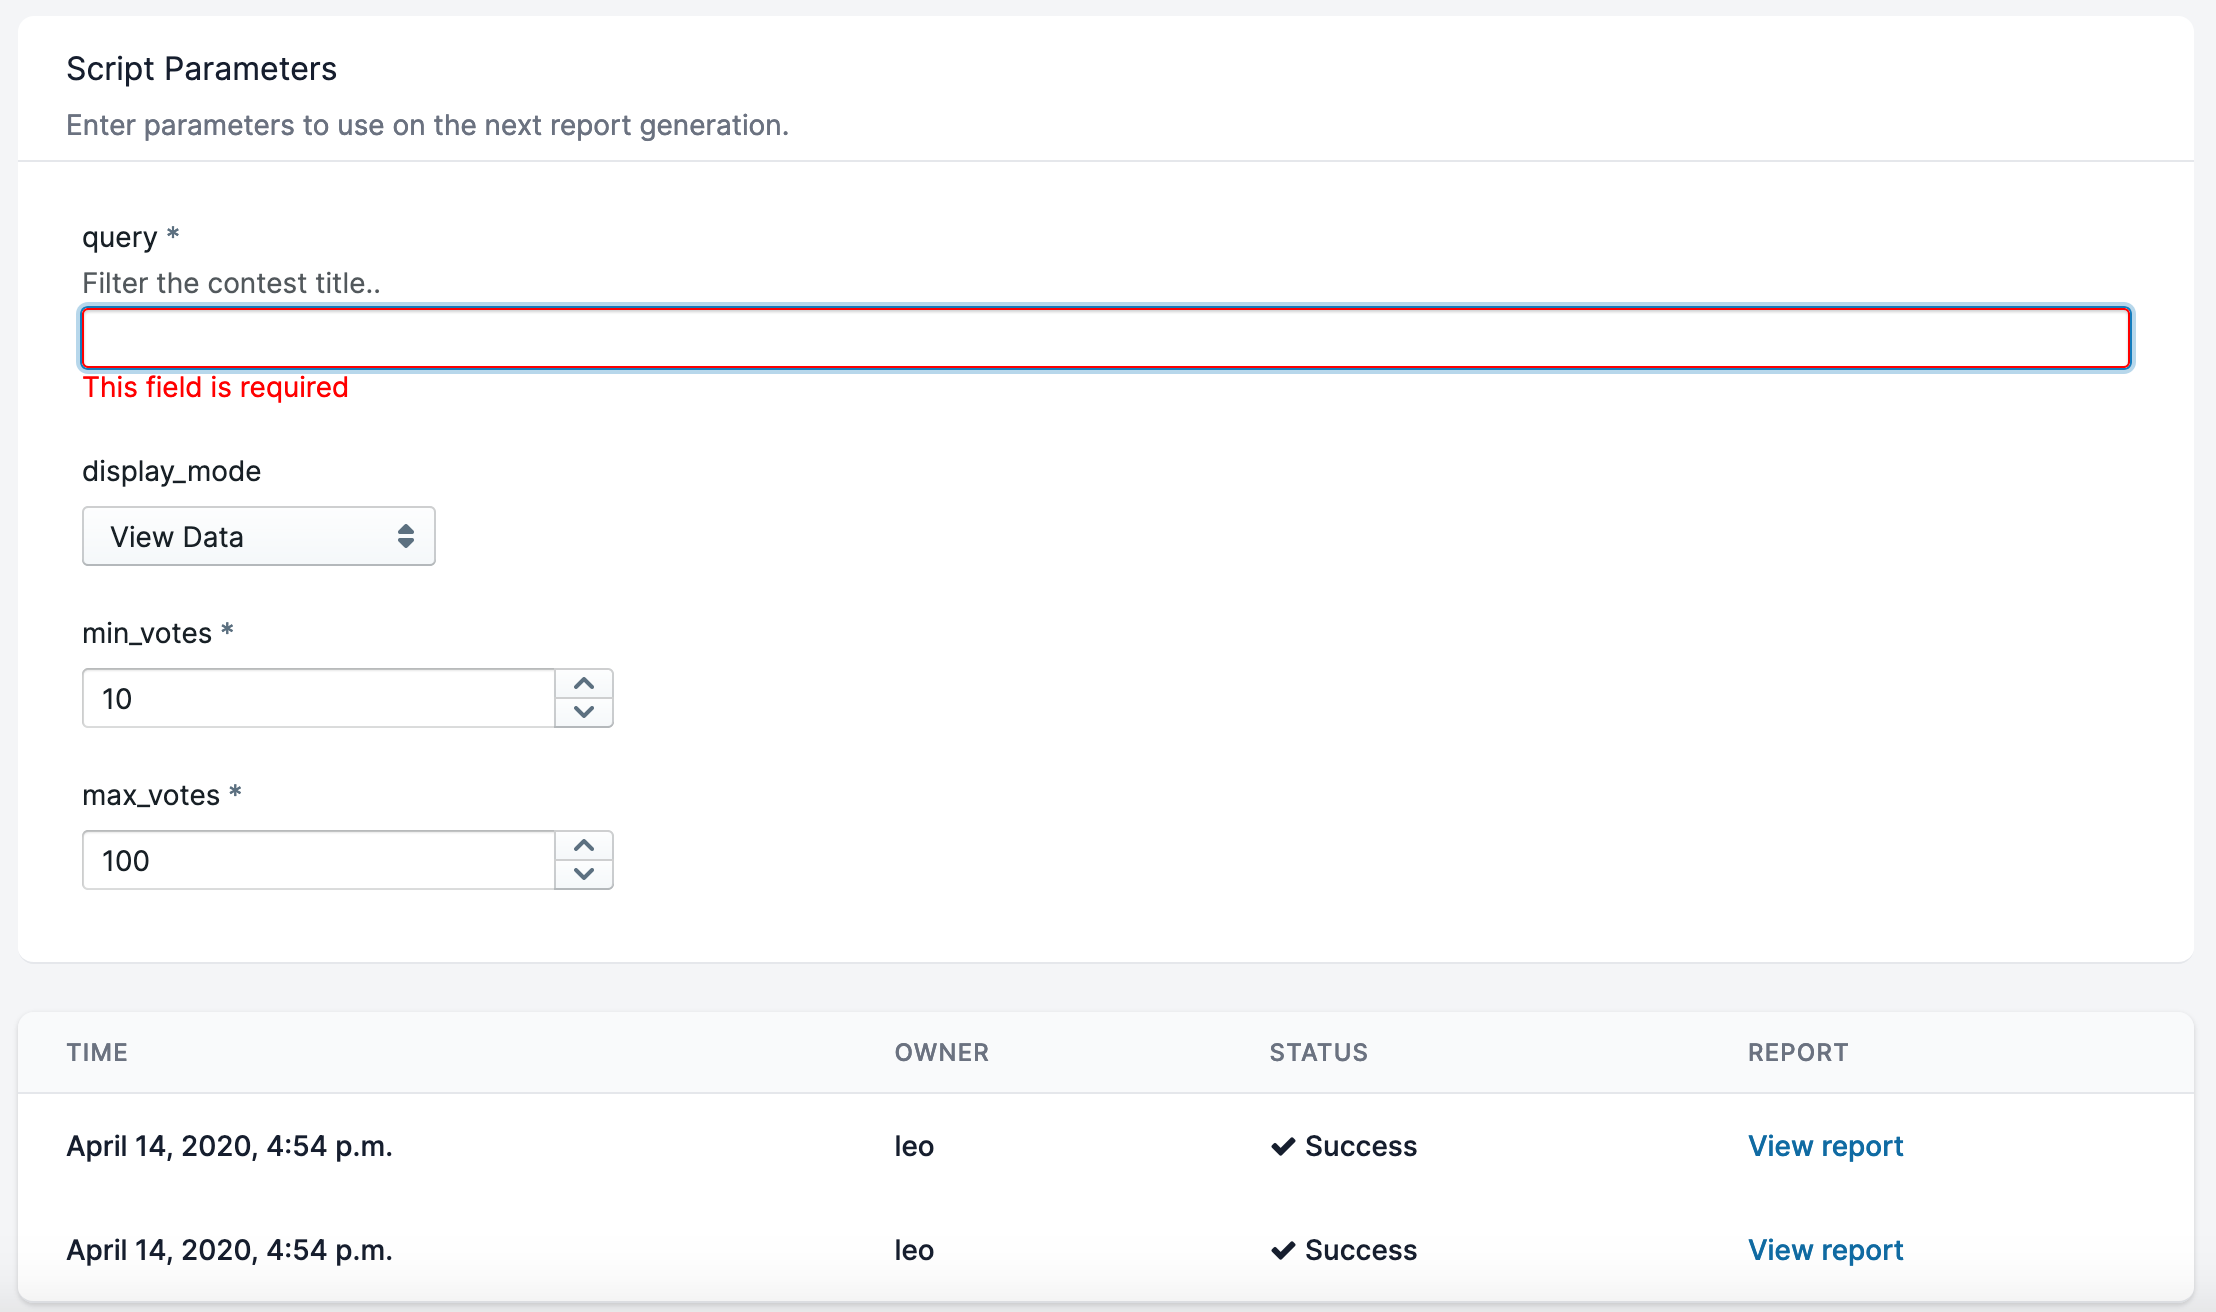 Script Parameters
Enter parameters to use on the next report generation.
query *
Filter the contest title..
This field is required
display_mode
View Data
min_votes *
10
max_votes *
100
TIME OWNER STATUS REPORT
April 14, 2020, 4:54 p.m. leo Success View report
April 14, 2020, 4:54 p.m. leo Success View report